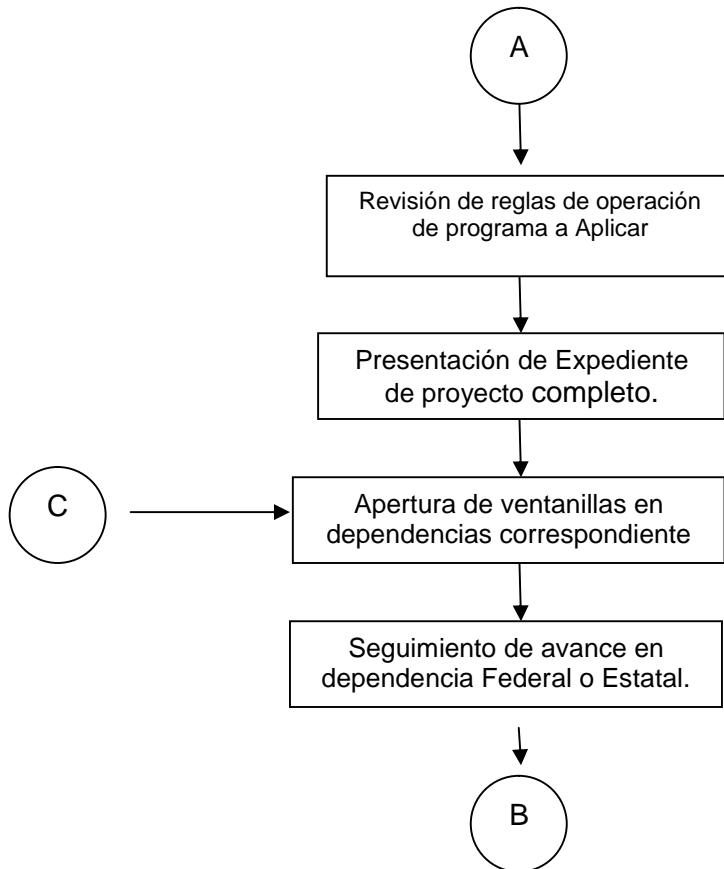 A
Revisión de reglas de operación
de programa a Aplicar
Presentación de Expediente
de proyecto completo.
C
Apertura de ventanillas en
dependencias correspondiente
Seguimiento de avance en
dependencia Federal o Estatal.
B